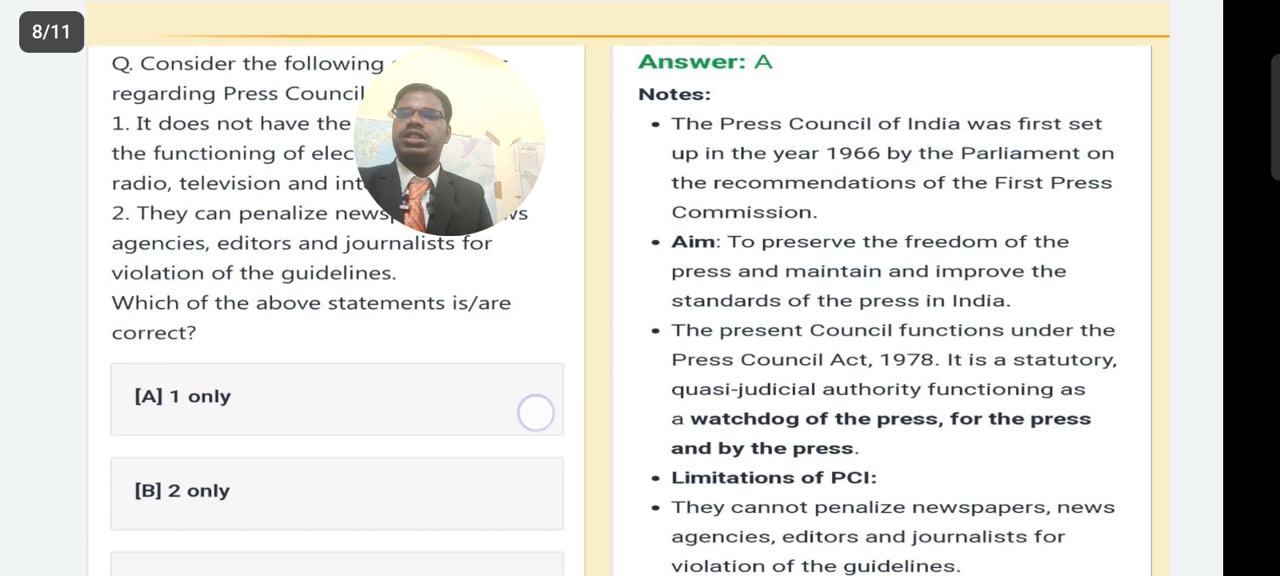 8/11
Q. Consider the following
regarding Press Council
1. It does not have the
the functioning of elec
radio, television and int
2. They can penalize news
agencies, editors and journalists for
violation of the guidelines.
Which of the above statements is/are
correct?
[A] 1 only
[B] 2 only
Answer: A
Notes:
• The Press Council of India was first set
up in the year 1966 by the Parliament on
the recommendations of the First Press
Commission.
• Aim: To preserve the freedom of the
press and maintain and improve the
standards of the press in India.
• The present Council functions under the
Press Council Act, 1978. It is a statutory,
quasi-judicial authority functioning as
a watchdog of the press, for the press
and by the press.
• Limitations of PCI:
• They cannot penalize newspapers, news
agencies, editors and journalists for
violation of the guidelines.